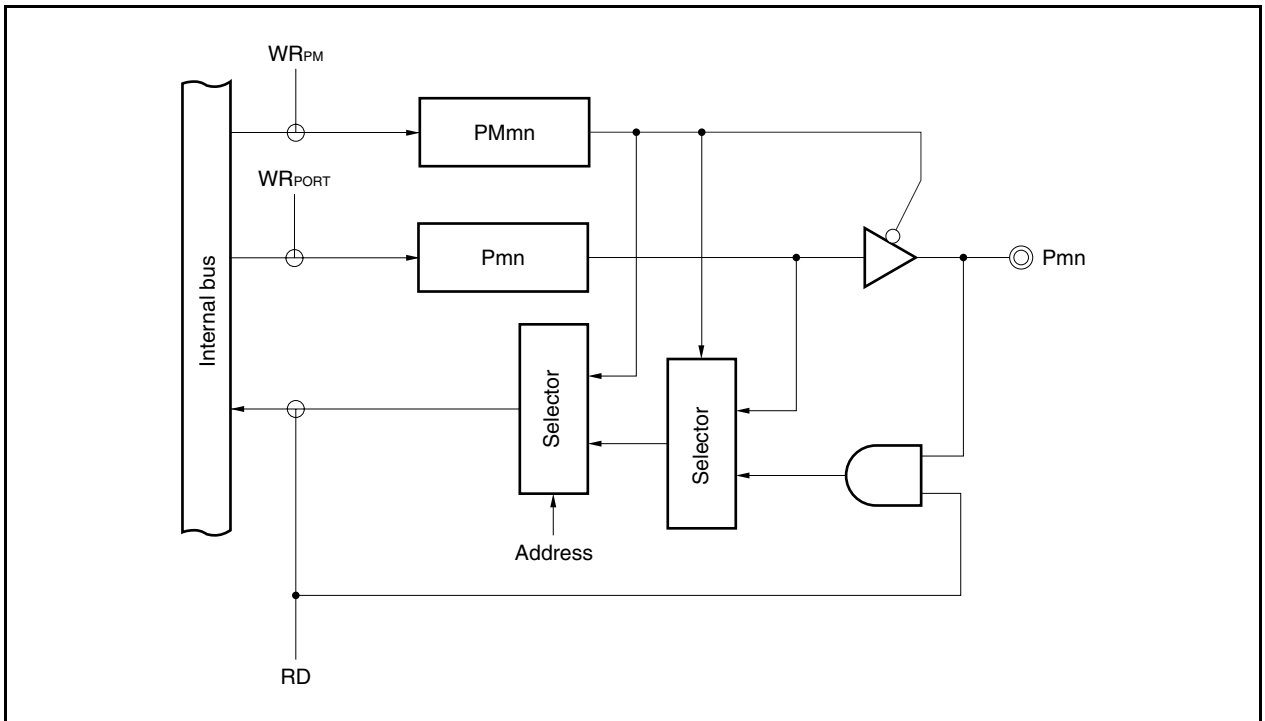 WRPM
PMmn
WRPORT
Pmn
Pmn
Internal bus
Selector
Selector
Address
RD